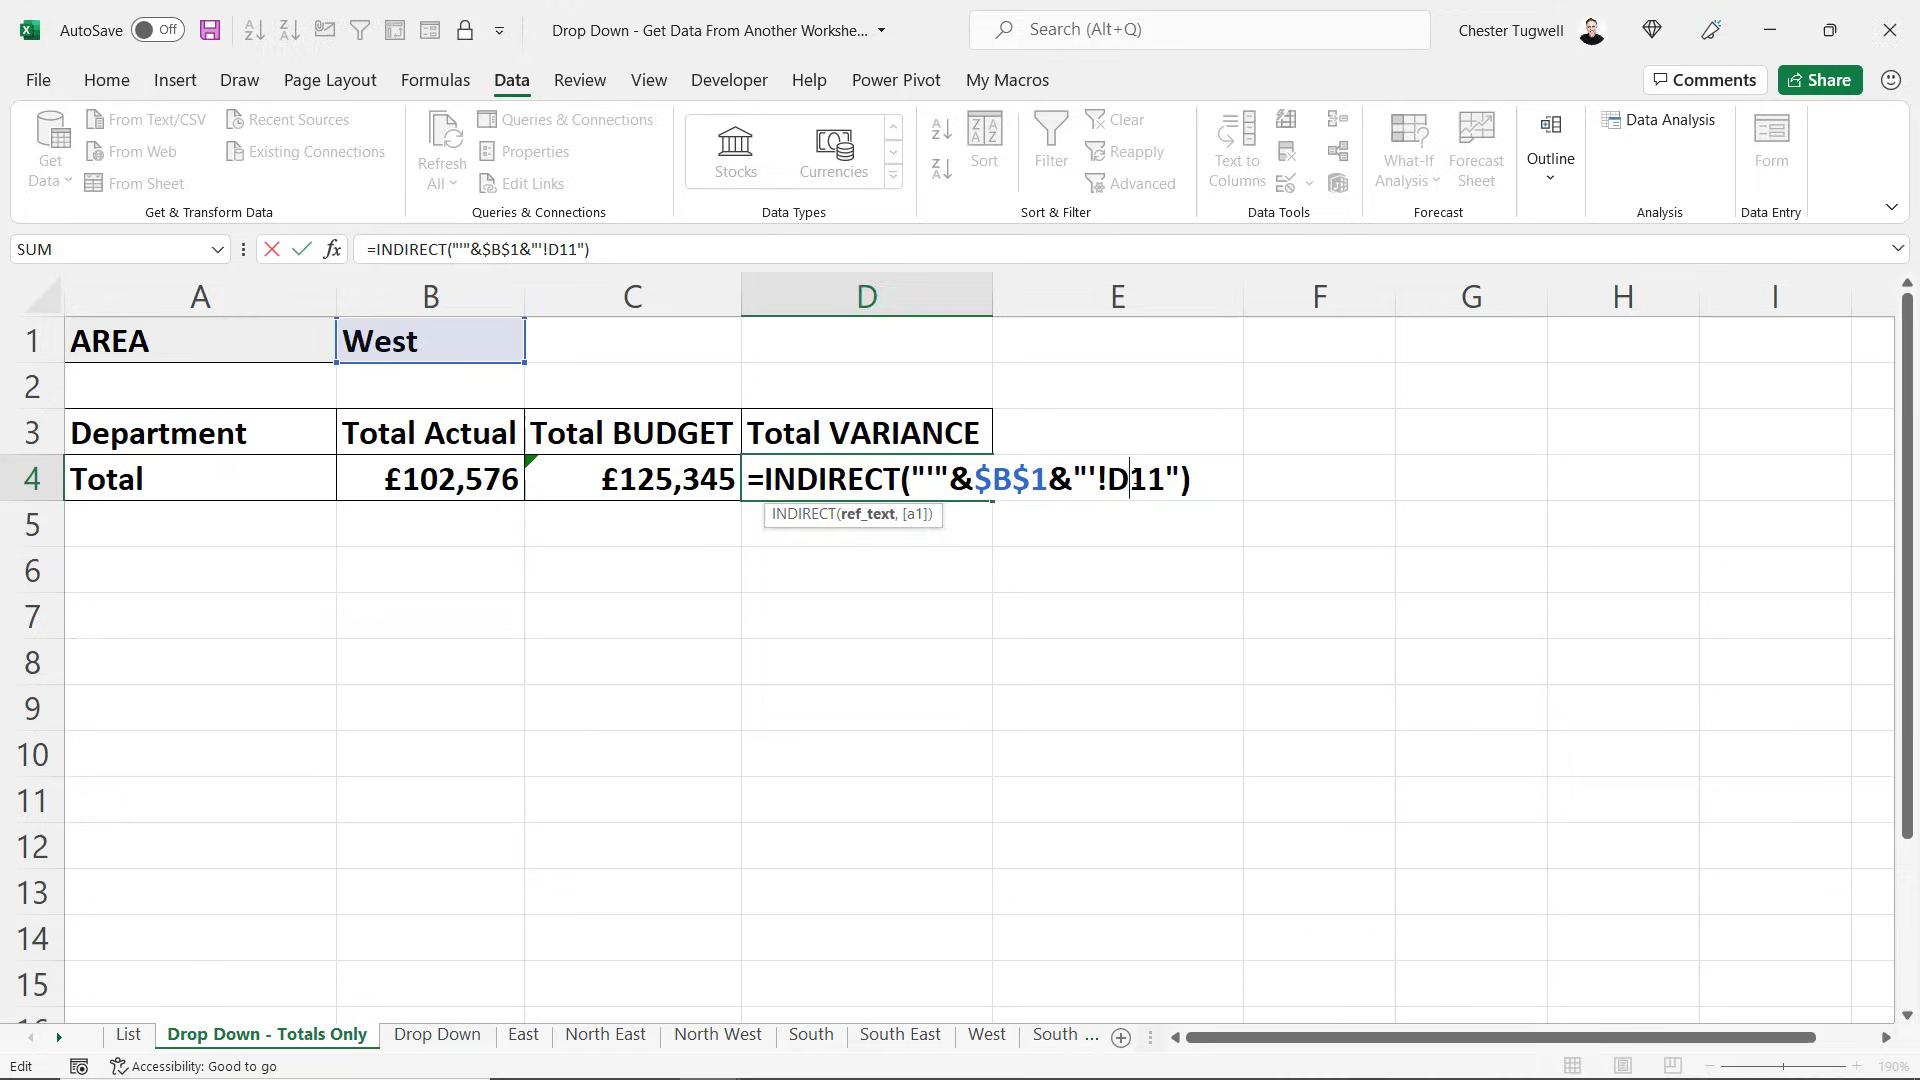 AutoSave Off Drop Down - Get Data From Another Workshe... Search (Alt+Q) Chester Tugwell
File Home Insert Draw Page Layout Formulas Data Review View Developer Help Power Pivot My Macros Comments Share
Get Data
From Text/CSV
From Web
From Sheet
Recent Sources
Existing Connections
Get & Transform Data
Refresh All
Queries & Connections
Properties
Edit Links
Queries & Connections
Stocks
Currencies
Data Types
Sort
Filter
Clear
Reapply
Advanced
Sort & Filter
Text to Columns
Data Tools
What-If Analysis
Forecast Sheet
Forecast
Outline
Data Analysis
Analysis
Form
Data Entry
SUM fx =INDIRECT("'"&$B$1&"'!D11")
A B C D E F G H I
1 AREA West
2
3 Department Total Actual Total BUDGET Total VARIANCE
4 Total £102,576 £125,345 =INDIRECT("'"&$B$1&"'!D11")
INDIRECT(ref_text, [a1])
5
6
7
8
9
10
11
12
13
14
15
List Drop Down - Totals Only Drop Down East North East North West South South East West South ...
Edit Accessibility: Good to go 190%